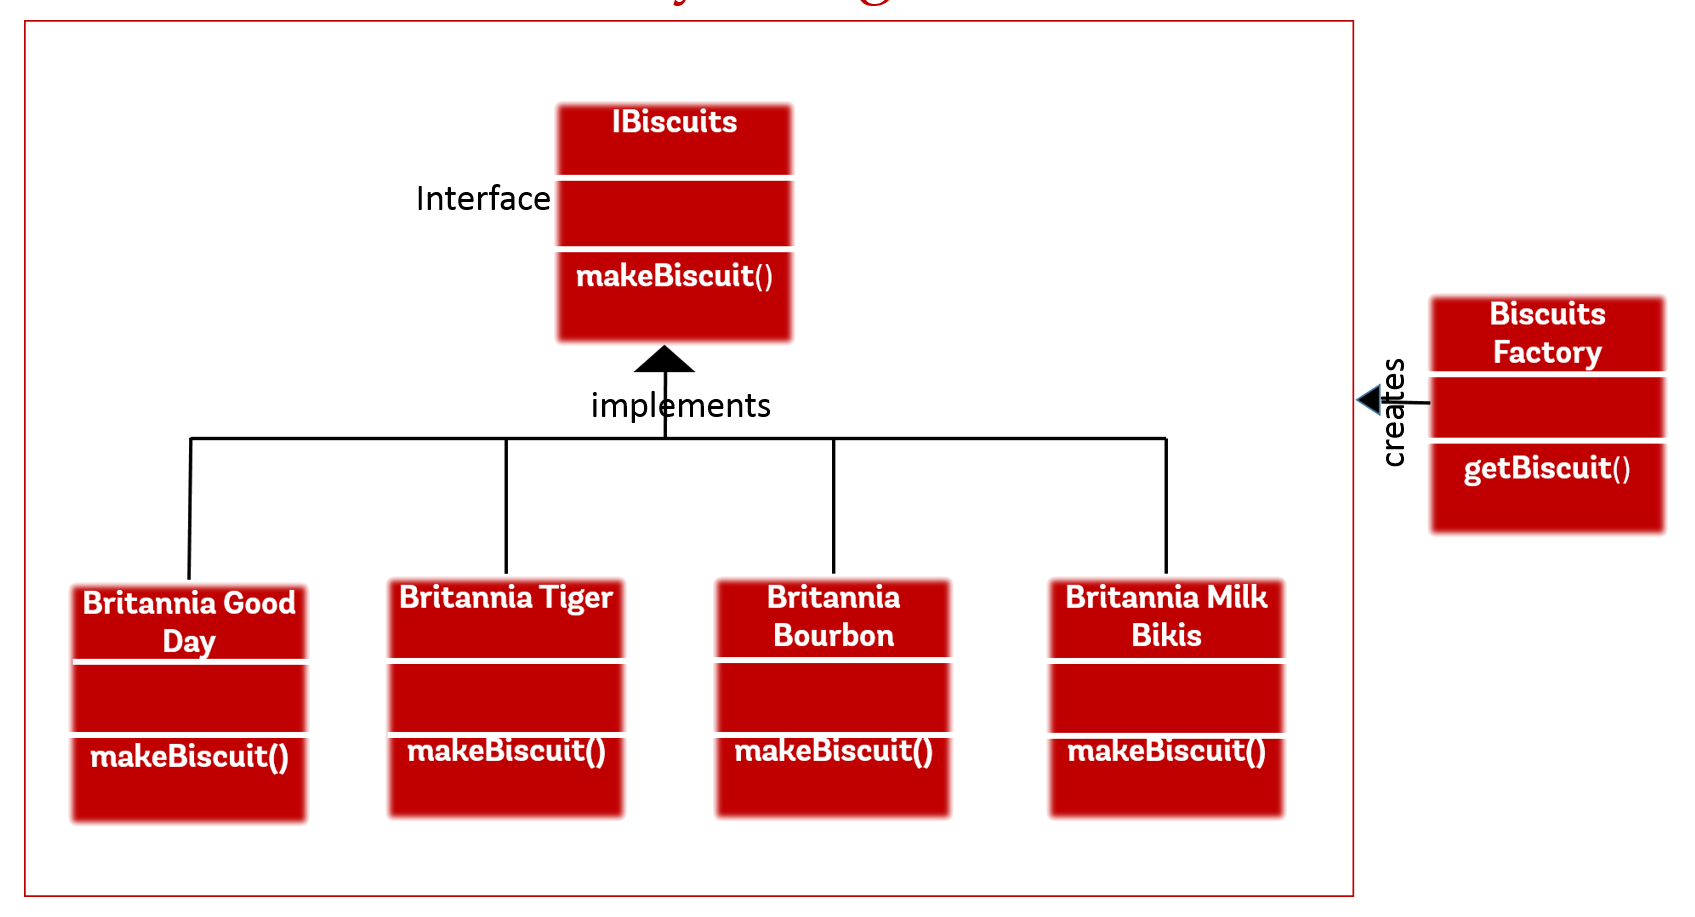 IBiscuits
Interface
makeBiscuit()
implements
Biscuits
Factory
creates
getBiscuit()
Britannia Good
Day
makeBiscuit()
Britannia Tiger
makeBiscuit()
Britannia
Bourbon
makeBiscuit()
Britannia Milk
Bikis
makeBiscuit()